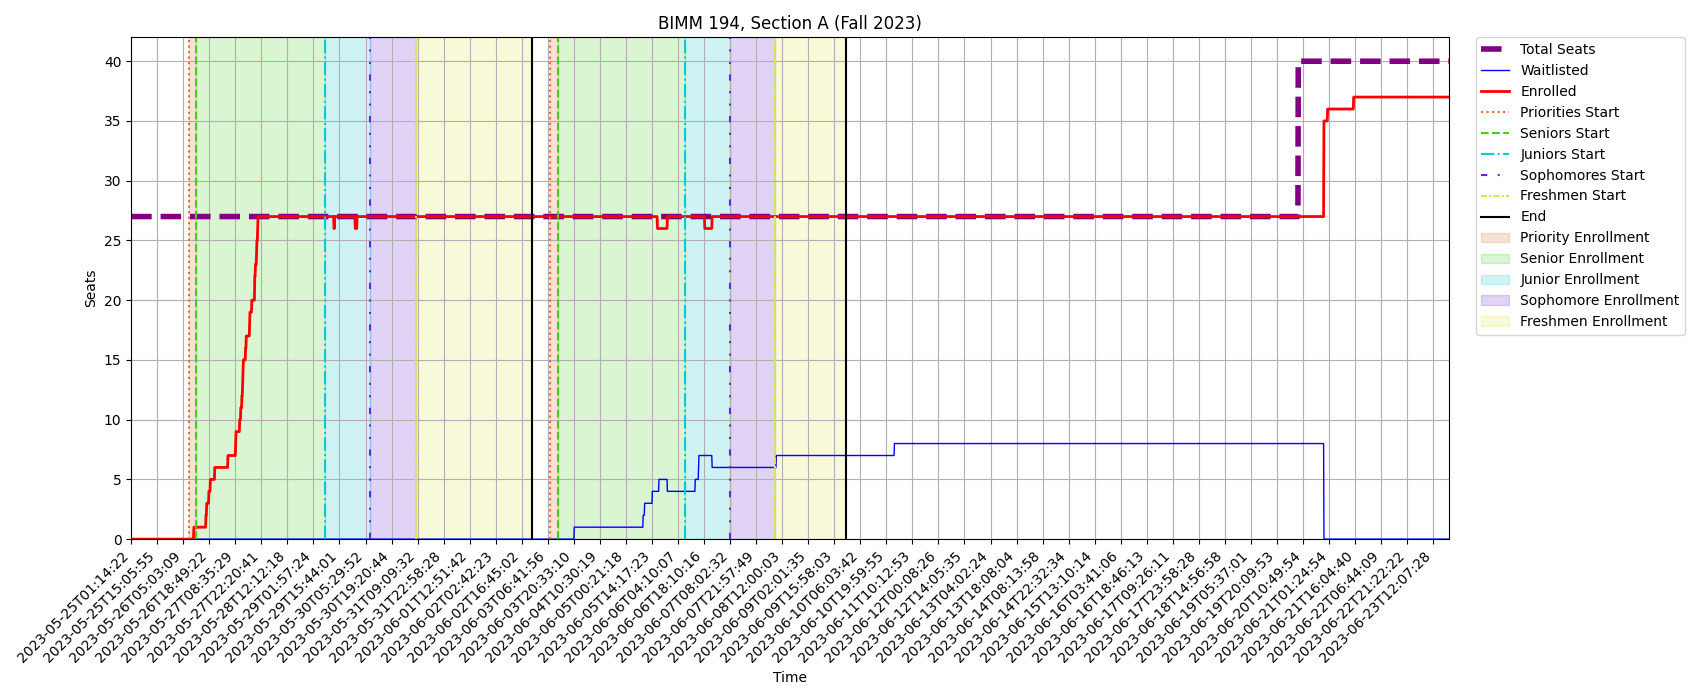 BIMM 194, Section A (Fall 2023)
Seats
40
35
30
25
20
15
10
5
0
2023-05-25T01:14:22
2023-05-25T15:05:55
2023-05-26T05:03:09
2023-05-26T18:49:22
2023-05-27T08:35:29
2023-05-27T22:20:41
2023-05-28T12:12:18
2023-05-29T01:57:24
2023-05-29T15:44:01
2023-05-30T05:29:52
2023-05-30T19:20:44
2023-05-31T09:09:32
2023-05-31T22:58:28
2023-06-01T12:51:42
2023-06-02T02:42:23
2023-06-02T16:45:02
2023-06-03T06:41:56
2023-06-03T20:33:10
2023-06-04T10:30:19
2023-06-05T00:21:18
2023-06-05T14:17:23
2023-06-06T04:10:07
2023-06-06T18:10:16
2023-06-07T08:02:32
2023-06-07T21:57:49
2023-06-08T12:00:03
2023-06-09T02:01:35
2023-06-09T15:58:03
2023-06-10T06:03:42
2023-06-10T19:59:55
2023-06-11T10:12:53
2023-06-12T00:08:26
2023-06-12T14:05:35
2023-06-13T04:02:24
2023-06-13T18:08:04
2023-06-14T08:13:58
2023-06-14T22:32:34
2023-06-15T13:10:14
2023-06-16T03:41:06
2023-06-16T18:46:13
2023-06-17T09:26:11
2023-06-17T23:58:28
2023-06-18T14:56:58
2023-06-19T05:37:01
2023-06-19T20:09:53
2023-06-20T10:49:54
2023-06-21T01:24:54
2023-06-21T16:04:40
2023-06-22T06:44:09
2023-06-22T21:22:22
2023-06-23T12:07:28
Time
Total Seats
Waitlisted
Enrolled
Priorities Start
Seniors Start
Juniors Start
Sophomores Start
Freshmen Start
End
Priority Enrollment
Senior Enrollment
Junior Enrollment
Sophomore Enrollment
Freshmen Enrollment